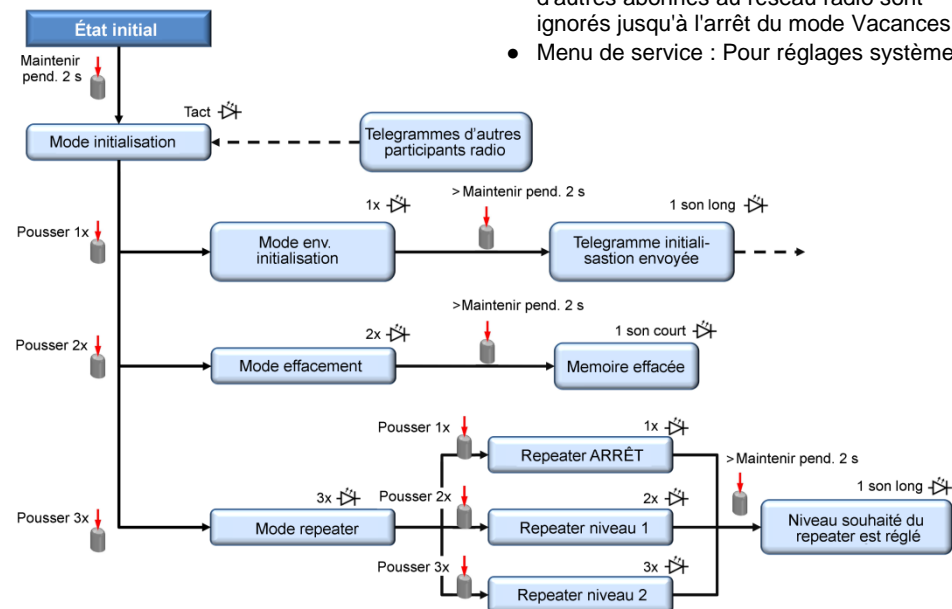 d'autres abonnés au réseau radio sont
ignorés jusqu'à l'arrêt du mode Vacances
● Menu de service : Pour réglages système
État initial
Maintenir
pend. 2 s
Tact
Mode initialisation
Telegrammes d'autres
participants radio
Pousser 1x
1x
Mode env.
initialisation
> Maintenir pend. 2 s
1 son long
Telegramme initiali-
sastion envoyée
Pousser 2x
2x
Mode effacement
>Maintenir pend. 2 s
1 son court
Memoire effacée
Pousser 3x
3x
Mode repeater
Pousser 1x
1x
Repeater ARRÊT
Pousser 2x
2x
Repeater niveau 1
Pousser 3x
3x
Repeater niveau 2
>Maintenir pend. 2 s
1 son long
Niveau souhaité du
repeater est réglé